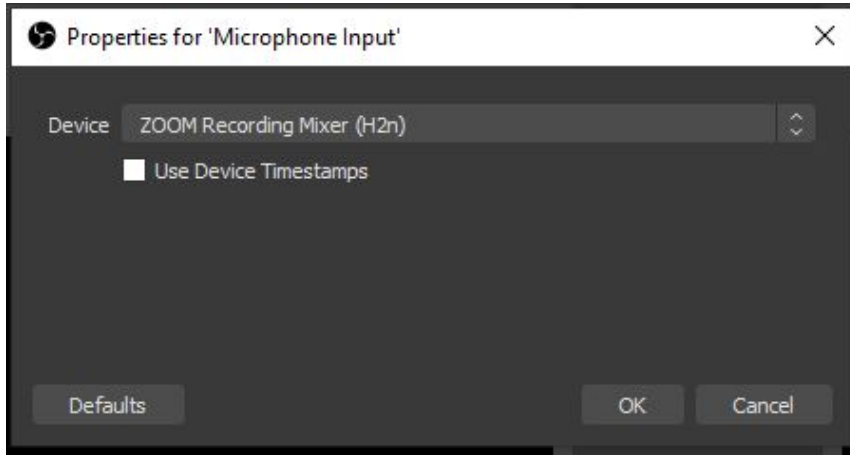 Properties for 'Microphone Input'
Device ZOOM Recording Mixer (H2n)
Use Device Timestamps
Defaults OK Cancel